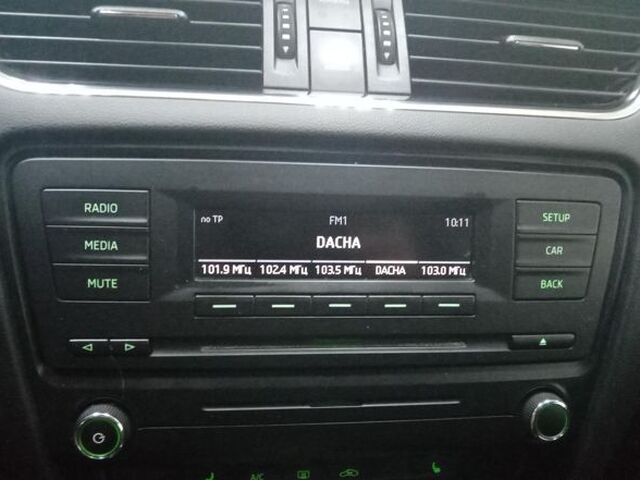 RADIO
MEDIA
MUTE
no TP FM1 10:11
DACHA
101.9 МГц 102.4 МГц 103.5 МГц DACHA 103.0 МГц
SETUP
CAR
BACK
A/C